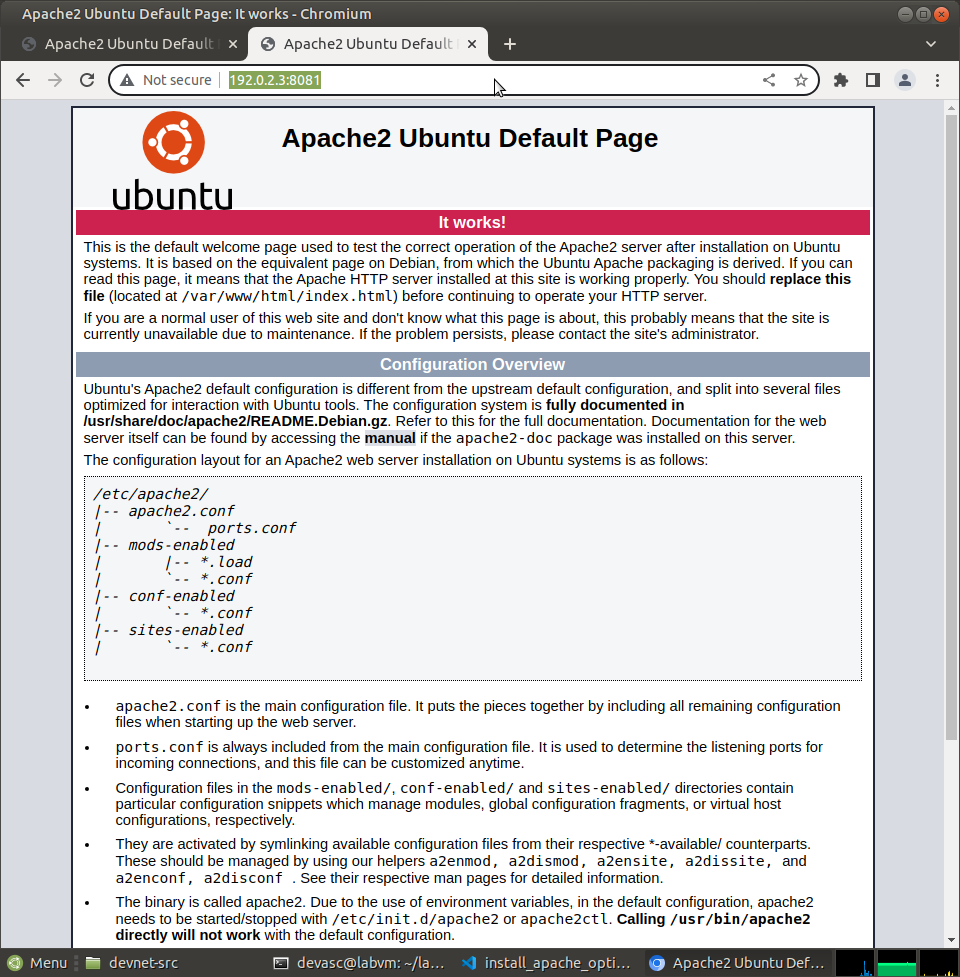 Apache2 Ubuntu Default Page: It works - Chromium
Apache2 Ubuntu Default
Apache2 Ubuntu Default
Not secure
192.0.2.3:8081
ubuntu
Apache2 Ubuntu Default Page
It works!
This is the default welcome page used to test the correct operation of the Apache2 server after installation on Ubuntu
systems. It is based on the equivalent page on Debian, from which the Ubuntu Apache packaging is derived. If you can
read this page, it means that the Apache HTTP server installed at this site is working properly. You should replace this
file (located at /var/www/html/index.html) before continuing to operate your HTTP server.
If you are a normal user of this web site and don't know what this page is about, this probably means that the site is
currently unavailable due to maintenance. If the problem persists, please contact the site's administrator.
Configuration Overview
Ubuntu's Apache2 default configuration is different from the upstream default configuration, and split into several files
optimized for interaction with Ubuntu tools. The configuration system is fully documented in
/usr/share/doc/apache2/README.Debian.gz. Refer to this for the full documentation. Documentation for the web
server itself can be found by accessing the manual if the apache2-doc package was installed on this server.
The configuration layout for an Apache2 web server installation on Ubuntu systems is as follows:
/etc/apache2/
|-- apache2.conf
|       `--  ports.conf
|-- mods-enabled
|       |-- *.load
|       `-- *.conf
|-- conf-enabled
|       `-- *.conf
|-- sites-enabled
|       `-- *.conf
• apache2.conf is the main configuration file. It puts the pieces together by including all remaining configuration
files when starting up the web server.
• ports.conf is always included from the main configuration file. It is used to determine the listening ports for
incoming connections, and this file can be customized anytime.
• Configuration files in the mods-enabled/, conf-enabled/ and sites-enabled/ directories contain
particular configuration snippets which manage modules, global configuration fragments, or virtual host
configurations, respectively.
• They are activated by symlinking available configuration files from their respective *-available/ counterparts.
These should be managed by using our helpers a2enmod, a2dismod, a2ensite, a2dissite, and
a2enconf, a2disconf . See their respective man pages for detailed information.
• The binary is called apache2. Due to the use of environment variables, in the default configuration, apache2
needs to be started/stopped with /etc/init.d/apache2 or apache2ctl. Calling /usr/bin/apache2
directly will not work with the default configuration.
Menu
devnet-src
devasc@labvm: ~/la...
install_apache_opti...
Apache2 Ubuntu Def...